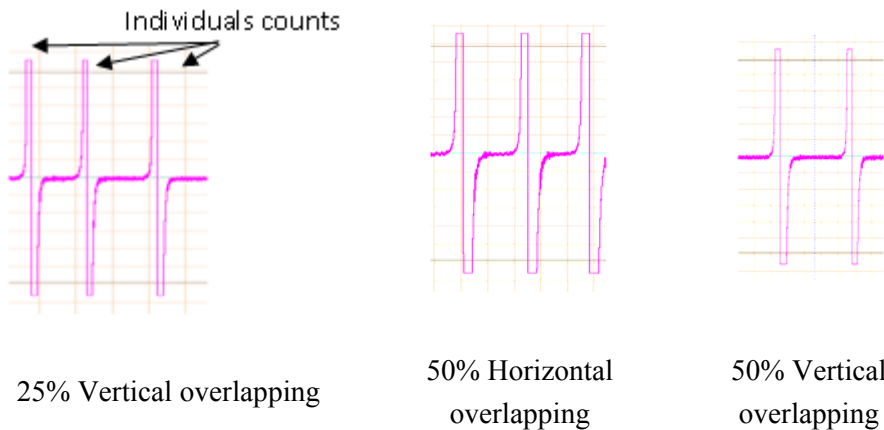 Individuals counts
25% Vertical overlapping
50% Horizontal
overlapping
50% Vertical
overlapping